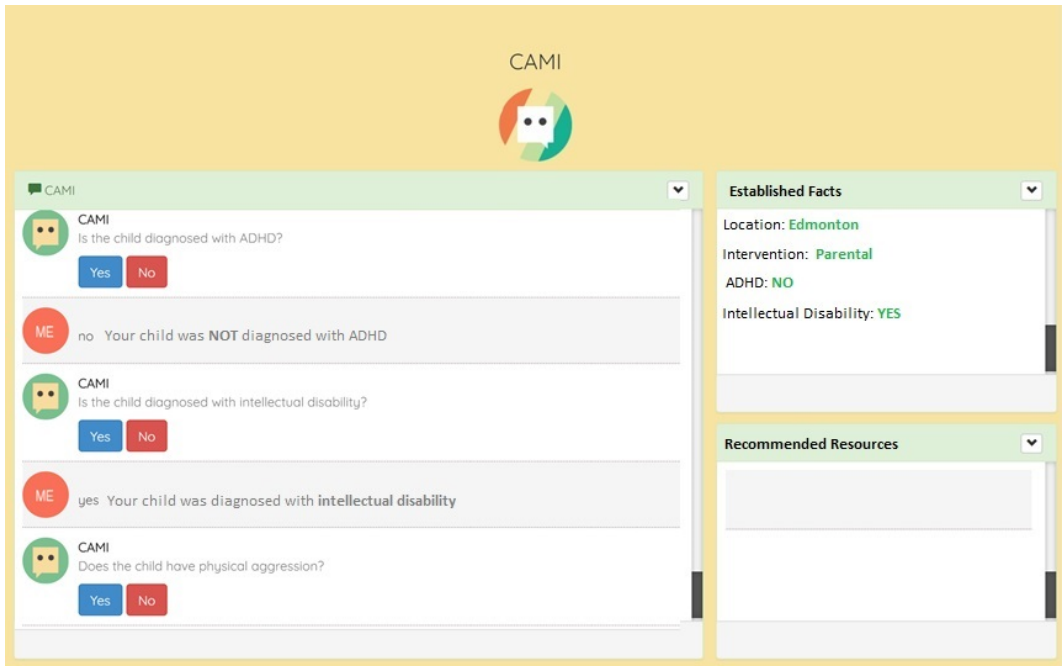 CAMI
CAMI
CAMI
Is the child diagnosed with ADHD?
Yes No
ME no Your child was NOT diagnosed with ADHD
CAMI
Is the child diagnosed with intellectual disability?
Yes No
ME yes Your child was diagnosed with intellectual disability
CAMI
Does the child have physical aggression?
Yes No
Established Facts
Location: Edmonton
Intervention: Parental
ADHD: NO
Intellectual Disability: YES
Recommended Resources